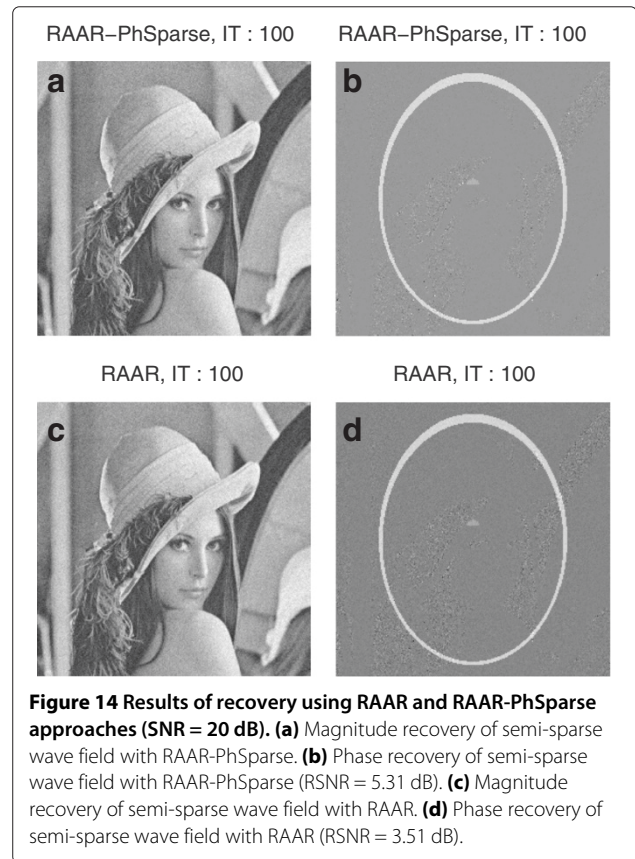 RAAR–PhSparse, IT : 100 RAAR–PhSparse, IT : 100
a b
RAAR, IT : 100 RAAR, IT : 100
c d
Figure 14 Results of recovery using RAAR and RAAR-PhSparse
approaches (SNR = 20 dB). (a) Magnitude recovery of semi-sparse
wave field with RAAR-PhSparse. (b) Phase recovery of semi-sparse
wave field with RAAR-PhSparse (RSNR = 5.31 dB). (c) Magnitude
recovery of semi-sparse wave field with RAAR. (d) Phase recovery of
semi-sparse wave field with RAAR (RSNR = 3.51 dB).